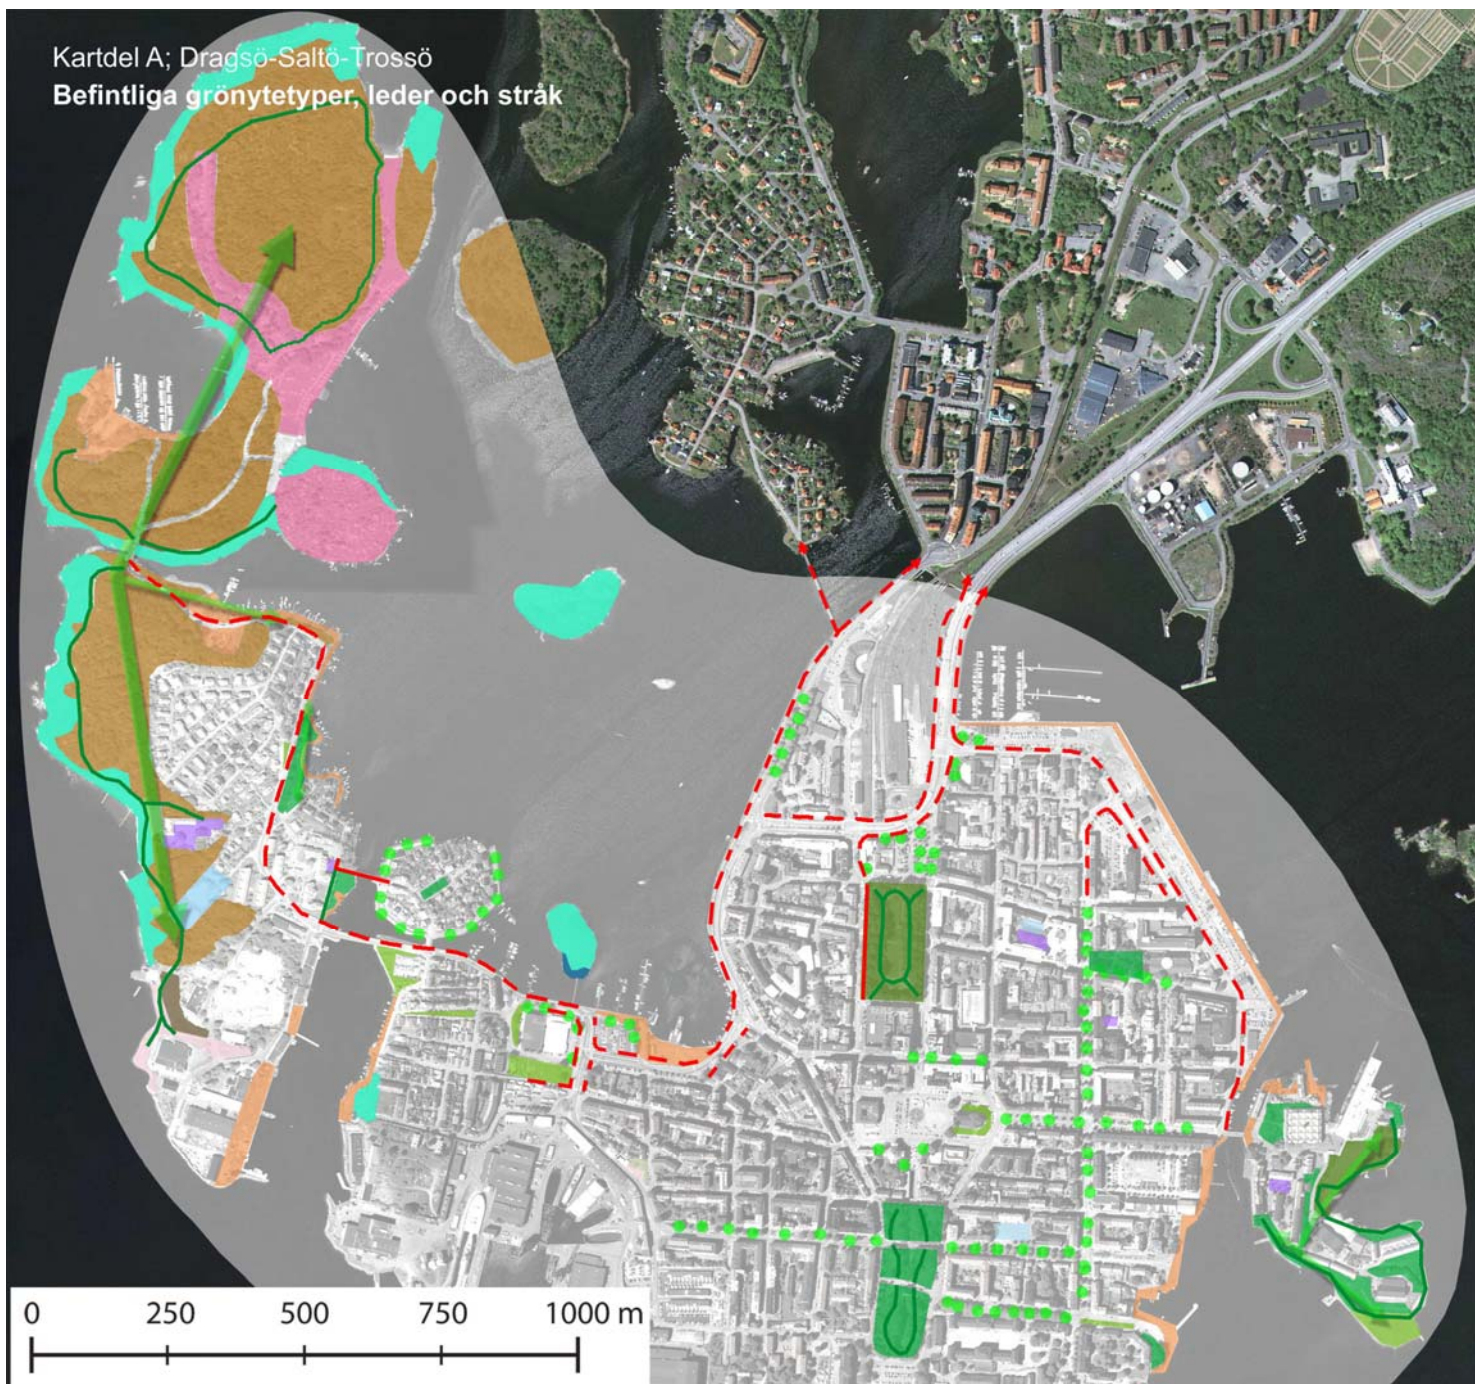 Kartdel A; Dragsö-Saltö-Trossö
Befintliga grönytetyper, leder och stråk
0 250 500 750 1000 m